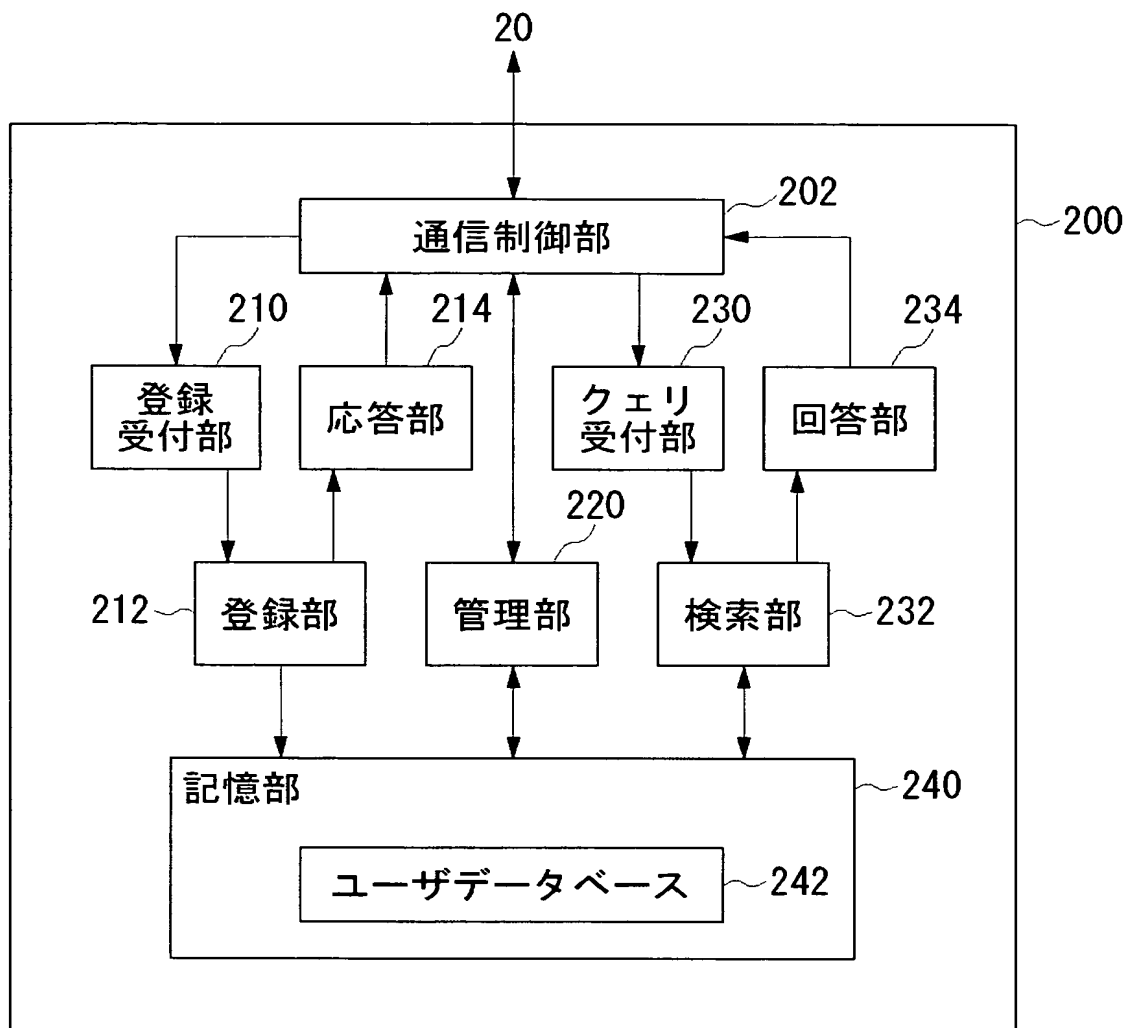 20
202
通信制御部
200
210
214
230
234
登録
受付部
応答部
クェリ
受付部
回答部
220
212
登録部
管理部
検索部
232
記憶部
240
ユーザデータベース
242